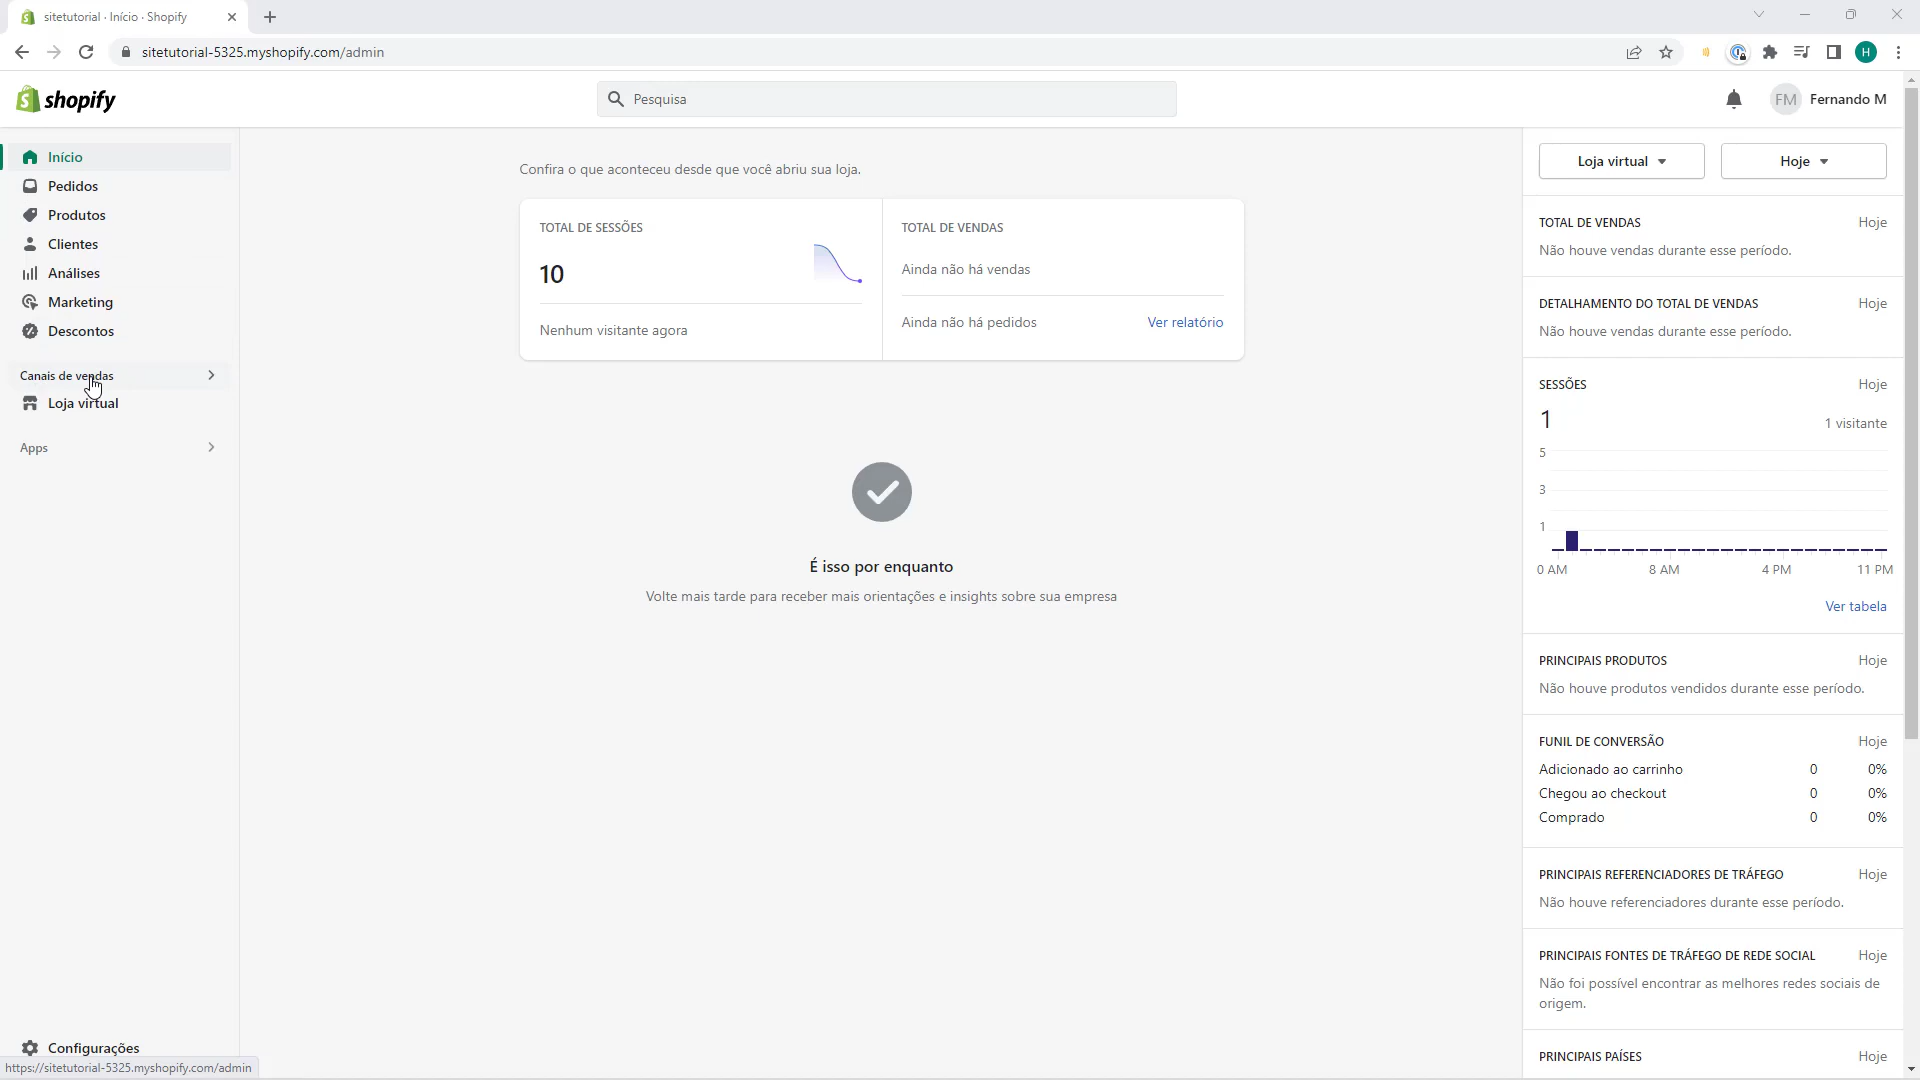 sitetutorial · Início · Shopify
sitetutorial-5325.myshopify.com/admin
H
shopify
Pesquisa
FM
Fernando M
Início
Pedidos
Produtos
Clientes
Análises
Marketing
Descontos
Canais de vendas
Loja virtual
Apps
Configurações
https://sitetutorial-5325.myshopify.com/admin
Confira o que aconteceu desde que você abriu sua loja.
TOTAL DE SESSÕES
10
Nenhum visitante agora
TOTAL DE VENDAS
Ainda não há vendas
Ainda não há pedidos Ver relatório
É isso por enquanto
Volte mais tarde para receber mais orientações e insights sobre sua empresa
Loja virtual Hoje
TOTAL DE VENDAS Hoje
Não houve vendas durante esse período.
DETALHAMENTO DO TOTAL DE VENDAS Hoje
Não houve vendas durante esse período.
SESSÕES Hoje
1 1 visitante
5
3
1
0 AM 8 AM 4 PM 11 PM
Ver tabela
PRINCIPAIS PRODUTOS Hoje
Não houve produtos vendidos durante esse período.
FUNIL DE CONVERSÃO Hoje
Adicionado ao carrinho 0 0%
Chegou ao checkout 0 0%
Comprado 0 0%
PRINCIPAIS REFERENCIADORES DE TRÁFEGO Hoje
Não houve referenciadores durante esse período.
PRINCIPAIS FONTES DE TRÁFEGO DE REDE SOCIAL Hoje
Não foi possível encontrar as melhores redes sociais de
origem.
PRINCIPAIS PAÍSES Hoje